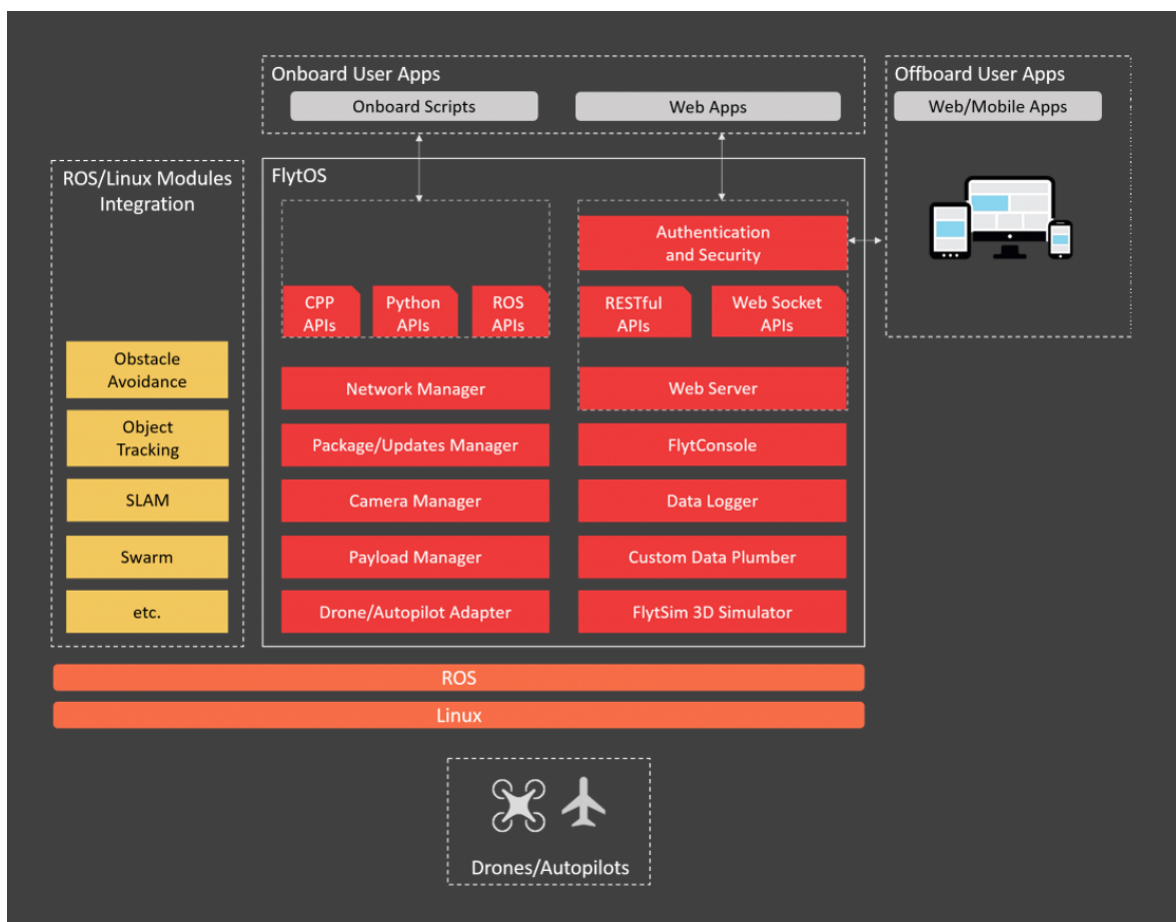 Onboard User Apps
Onboard Scripts
Web Apps
Offboard User Apps
Web/Mobile Apps
ROS/Linux Modules
Integration
Obstacle
Avoidance
Object
Tracking
SLAM
Swarm
etc.
FlytOS
CPP
APIs
Python
APIs
ROS
APIs
Network Manager
Package/Updates Manager
Camera Manager
Payload Manager
Drone/Autopilot Adapter
Authentication
and Security
RESTful
APIs
Web Socket
APIs
Web Server
FlytConsole
Data Logger
Custom Data Plumber
FlytSim 3D Simulator
ROS
Linux
Drones/Autopilots